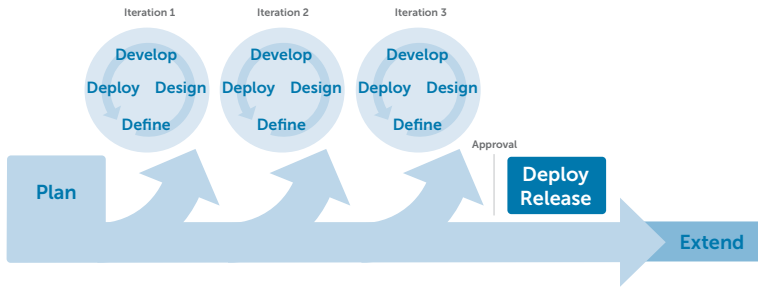 Iteration 1
Iteration 2
Iteration 3
Develop
Deploy Design
Define
Develop
Deploy Design
Define
Develop
Deploy Design
Define
Approval
Plan
Deploy
Release
Extend